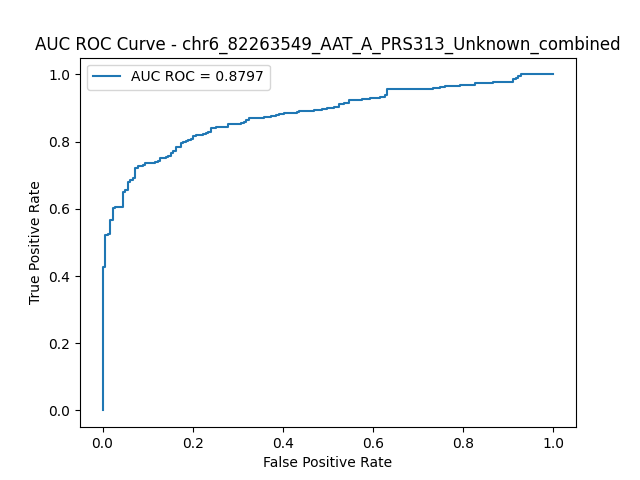 AUC ROC Curve - chr6_82263549_AAT_A_PRS313_Unknown_combined
AUC ROC = 0.8797
1.0
0.8
0.6
0.4
0.2
0.0
True Positive Rate
0.0 0.2 0.4 0.6 0.8 1.0
False Positive Rate